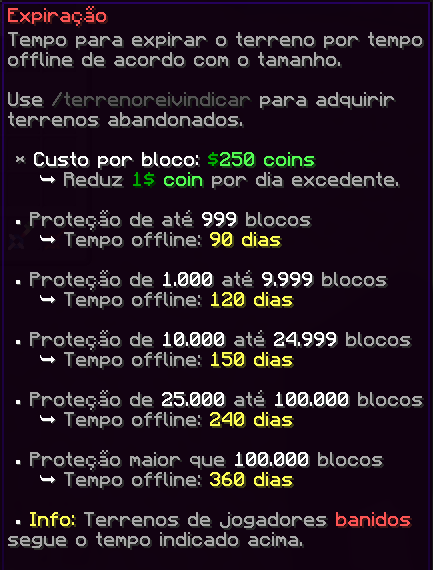 Expiração
Tempo para expirar o terreno por tempo
offline de acordo com o tamanho.
Use /terrenoreivindicar para adquirir
terrenos abandonados.
× Custo por bloco: $250 coins
↪ Reduz 1$ coin por dia excedente.
• Proteção de até 999 blocos
↪ Tempo offline: 90 dias
• Proteção de 1.000 até 9.999 blocos
↪ Tempo offline: 120 dias
• Proteção de 10.000 até 24.999 blocos
↪ Tempo offline: 150 dias
• Proteção de 25.000 até 100.000 blocos
↪ Tempo offline: 240 dias
• Proteção maior que 100.000 blocos
↪ Tempo offline: 360 dias
• Info: Terrenos de jogadores banidos
segue o tempo indicado acima.